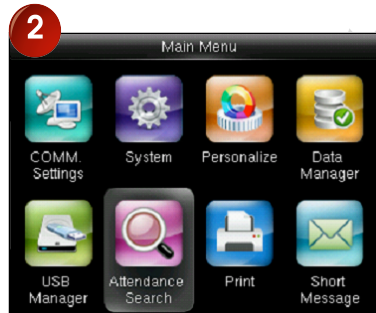 2
Main Menu
COMM. Settings
System
Personalize
Data Manager
USB Manager
Attendance Search
Print
Short Message